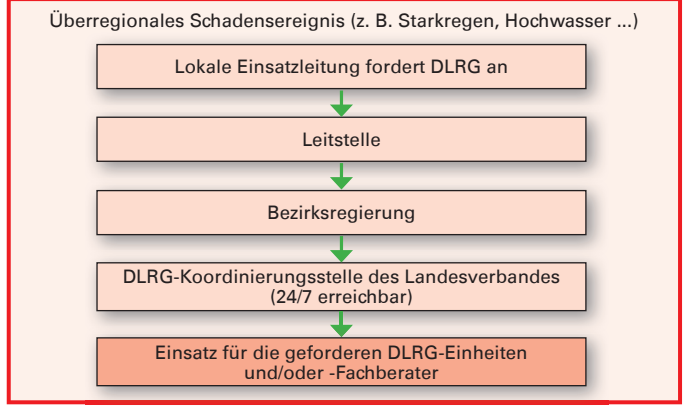 Überregionales Schadensereignis (z. B. Starkregen, Hochwasser ...)
Lokale Einsatzleitung fordert DLRG an
Leitstelle
Bezirksregierung
DLRG-Koordinierungsstelle des Landesverbandes
(24/7 erreichbar)
Einsatz für die geforderen DLRG-Einheiten
und/oder -Fachberater